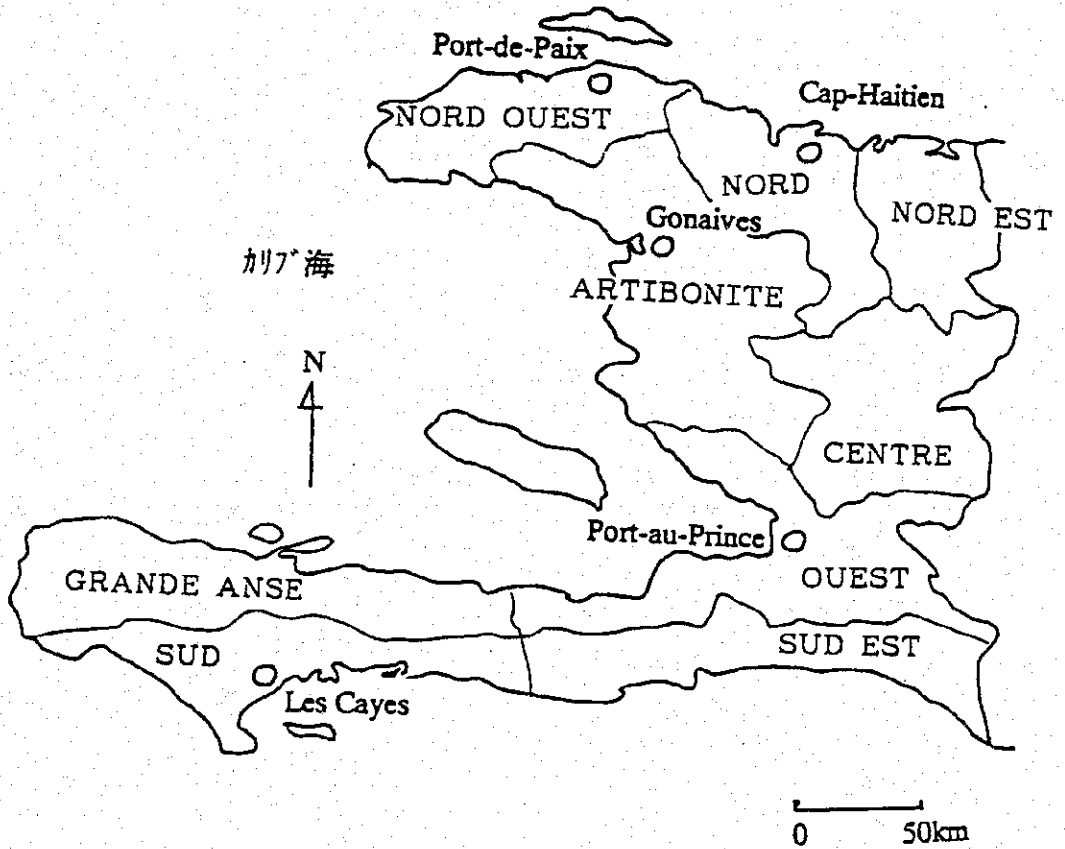 Port-de-Paix
Cap-Haitien
NORD OUEST
NORD
NORD EST
Gonaives
ｶﾘﾌﾞ海
ARTIBONITE
N
CENTRE
Port-au-Prince
OUEST
GRANDE ANSE
SUD EST
SUD
Les Cayes
0 50km